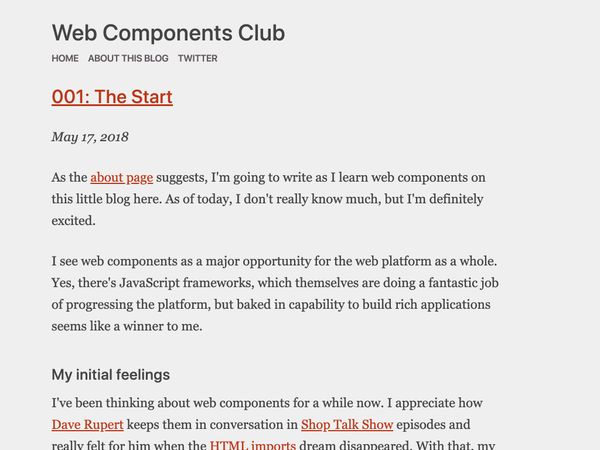 Web Components Club
HOME ABOUT THIS BLOG TWITTER
001: The Start
May 17, 2018
As the about page suggests, I'm going to write as I learn web components on
this little blog here. As of today, I don't really know much, but I'm definitely
excited.
I see web components as a major opportunity for the web platform as a whole.
Yes, there's JavaScript frameworks, which themselves are doing a fantastic job
of progressing the platform, but baked in capability to build rich applications
seems like a winner to me.
My initial feelings
I've been thinking about web components for a while now. I appreciate how
Dave Rupert keeps them in conversation in Shop Talk Show episodes and
really felt for him when the HTML imports dream disappeared. With that, my